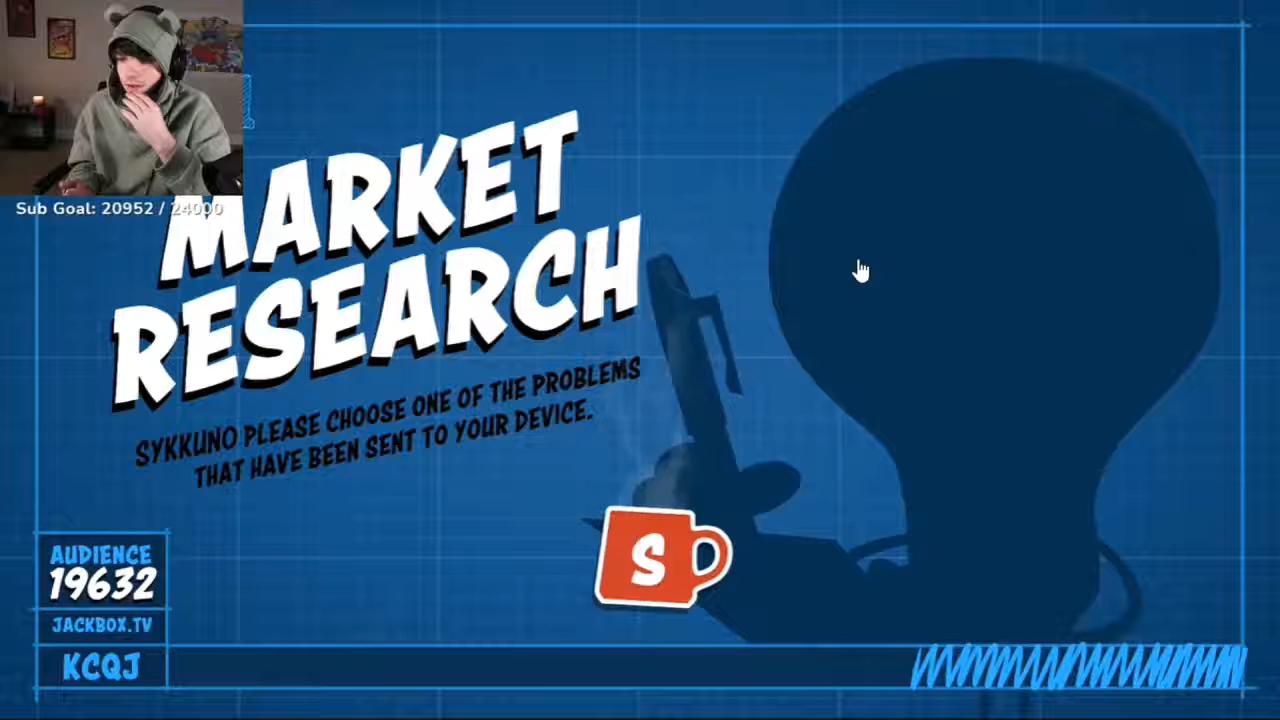 Sub Goal: 20952 / 24000
MARKET
RESEARCH
SYKKUNO PLEASE CHOOSE ONE OF THE PROBLEMS
THAT HAVE BEEN SENT TO YOUR DEVICE.
S
AUDIENCE
19632
JACKBOX.TV
KCQJ